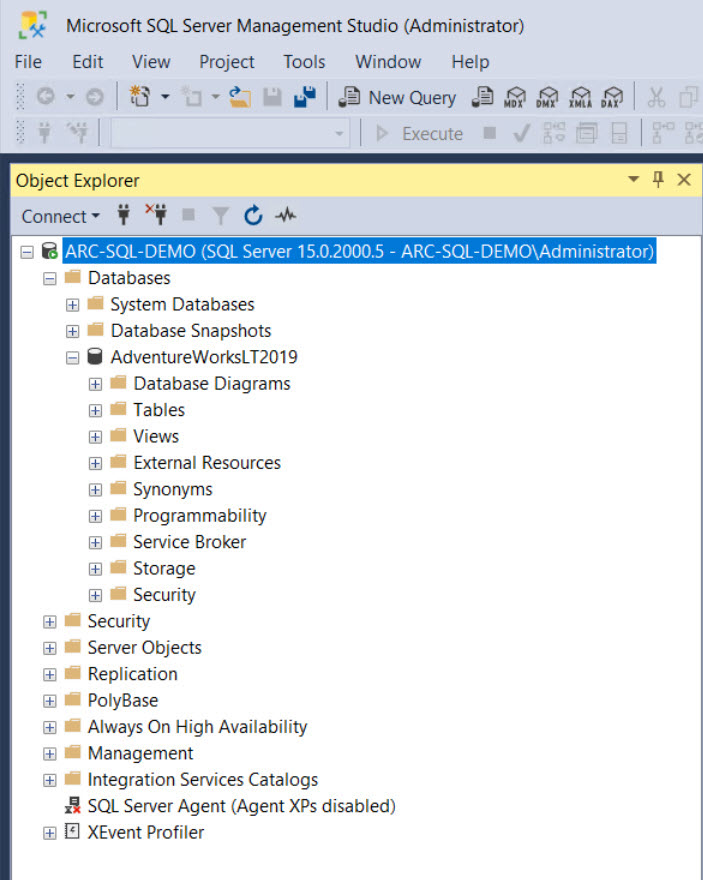 Microsoft SQL Server Management Studio (Administrator)
File Edit View Project Tools Window Help
New Query MDX DMX XMLA DAX
Execute
Object Explorer
Connect
ARC-SQL-DEMO (SQL Server 15.0.2000.5 - ARC-SQL-DEMO\Administrator)
Databases
System Databases
Database Snapshots
AdventureWorksLT2019
Database Diagrams
Tables
Views
External Resources
Synonyms
Programmability
Service Broker
Storage
Security
Security
Server Objects
Replication
PolyBase
Always On High Availability
Management
Integration Services Catalogs
SQL Server Agent (Agent XPs disabled)
XEvent Profiler